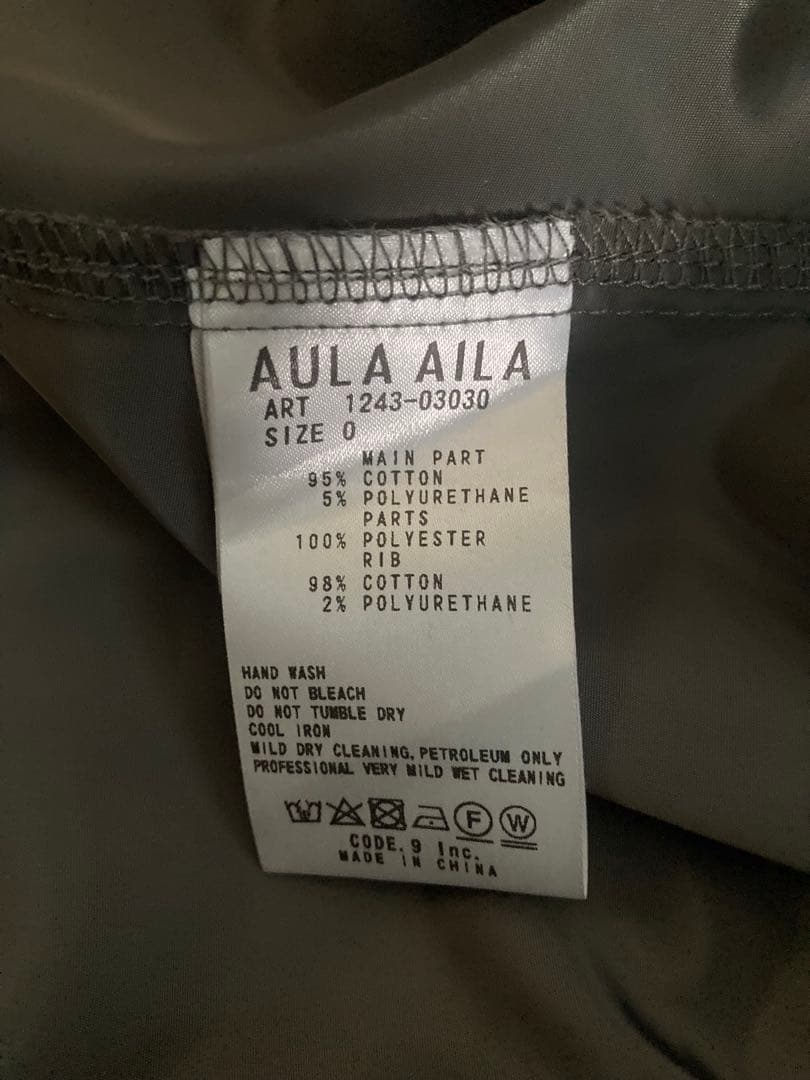 AULA AILA
ART 1243-03030
SIZE 0
MAIN PART
95% COTTON
5% POLYURETHANE
PARTS
100% POLYESTER
RIB
98% COTTON
2% POLYURETHANE
HAND WASH
DO NOT BLEACH
DO NOT TUMBLE DRY
COOL IRON
MILD DRY CLEANING, PETROLEUM ONLY
PROFESSIONAL VERY MILD WET CLEANING
F W
CODE.9 Inc.
MADE IN CHINA